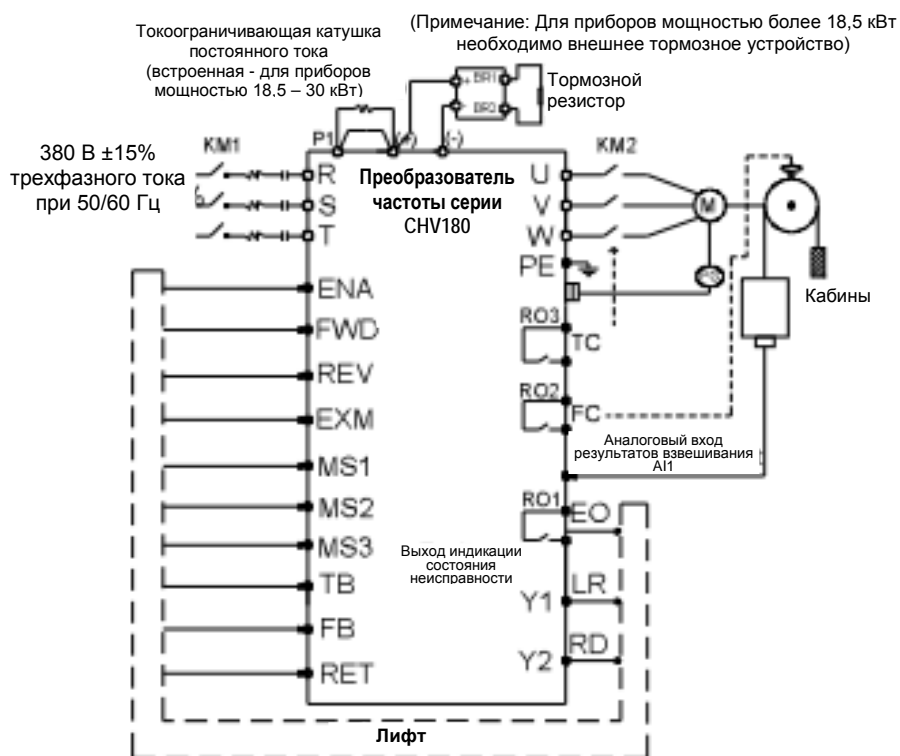 Токоограничивающая катушка
постоянного тока
(встроенная - для приборов
мощностью 18,5 – 30 кВт)
(Примечание: Для приборов мощностью более 18,5 кВт
необходимо внешнее тормозное устройство)
+ BR1
- BR2
Тормозной
резистор
P1 (+) (-)
KM1
KM2
380 В ±15%
трехфазного тока
при 50/60 Гц
R
S
T
Преобразователь
частоты серии
CHV180
U
V
W
PE
M
Кабины
ENA
FWD
REV
EXM
MS1
MS2
MS3
TB
FB
RET
RO3
TC
RO2
FC
Аналоговый вход
результатов взвешивания
AI1
RO1
EO
Выход индикации
состояния
неисправности
Y1
LR
Y2
RD
Лифт